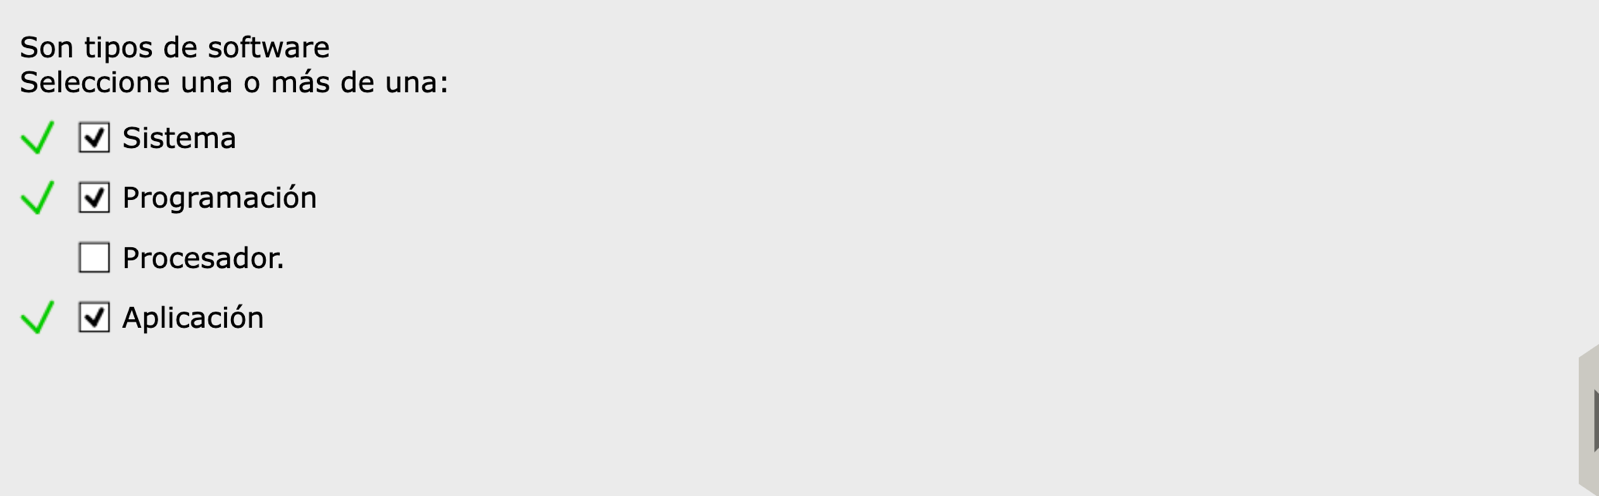 Son tipos de software
Seleccione una o más de una:
Sistema
Programación
Procesador.
Aplicación